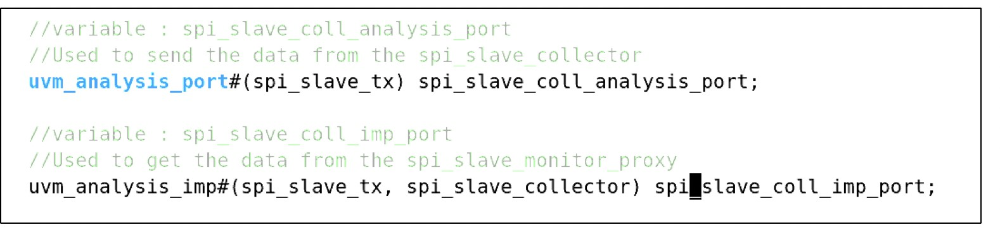 //variable : spi_slave_coll_analysis_port
//Used to send the data from the spi_slave_collector
uvm_analysis_port#(spi_slave_tx) spi_slave_coll_analysis_port;
//variable : spi_slave_coll_imp_port
//Used to get the data from the spi_slave_monitor_proxy
uvm_analysis_imp#(spi_slave_tx, spi_slave_collector) spi_slave_coll_imp_port;